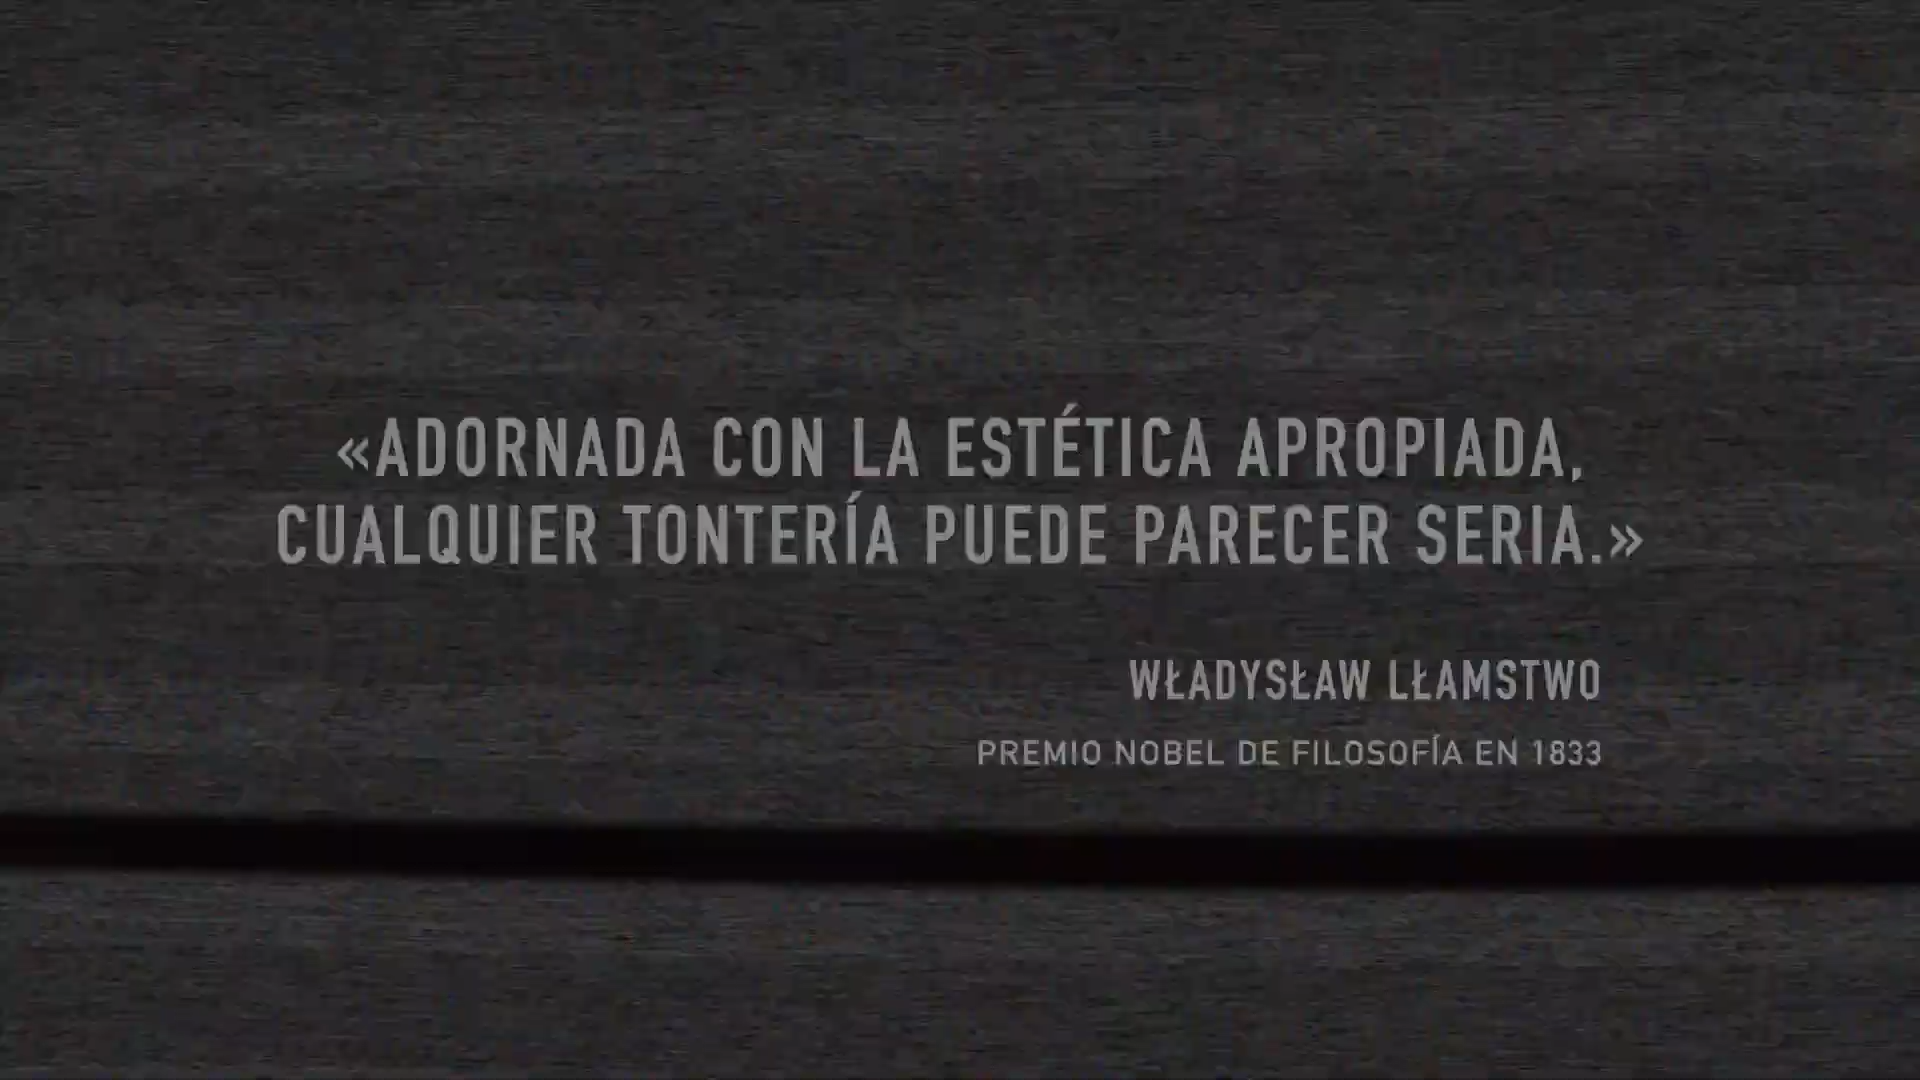 «ADORNADA CON LA ESTÉTICA APROPIADA,
CUALQUIER TONTERÍA PUEDE PARECER SERIA.»
WŁADYSŁAW LŁAMSTWO
PREMIO NOBEL DE FILOSOFÍA EN 1833